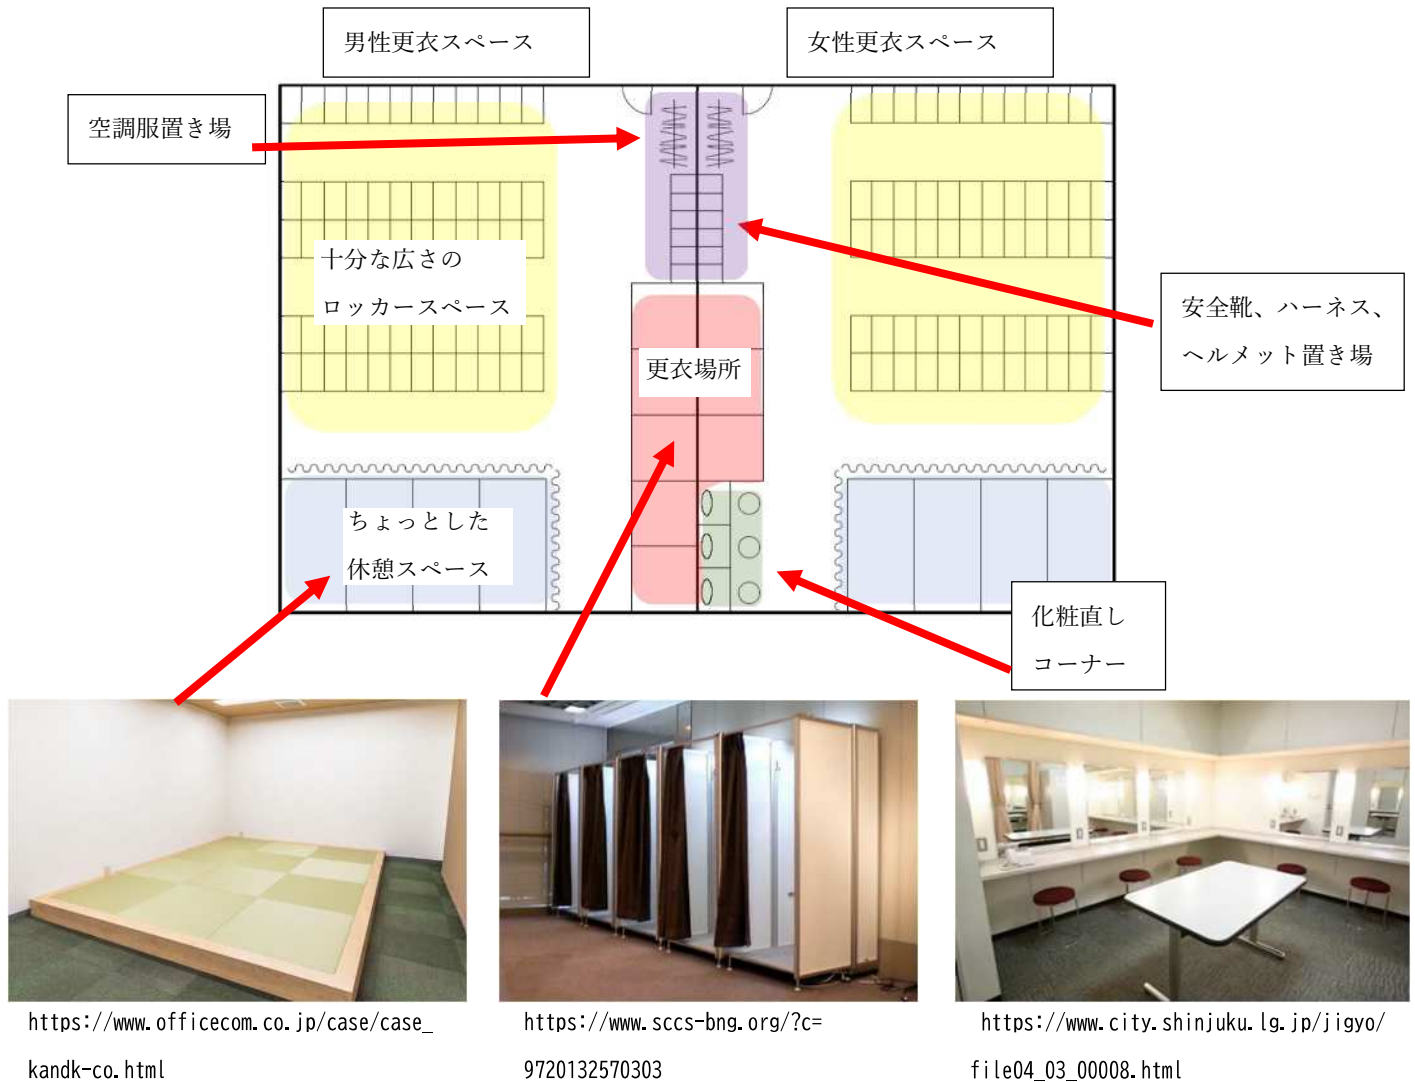 男性更衣スペース
女性更衣スペース
空調服置き場
十分な広さの
ロッカースペース
更衣場所
安全靴、ハーネス、
ヘルメット置き場
ちょっとした
休憩スペース
化粧直し
コーナー
https://www.officecom.co.jp/case/case_
kandk-co.html
https://www.sccs-bng.org/?c=
9720132570303
https://www.city.shinjuku.lg.jp/jigyo/
file04_03_00008.html